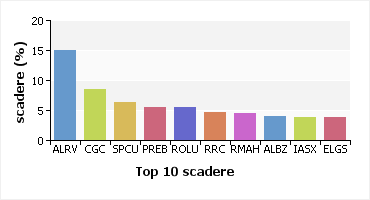 scadere (%)
20
15
10
5
0
ALRV CGC SPCU PREB ROLU RRC RMAH ALBZ IASX ELGS
Top 10 scadere